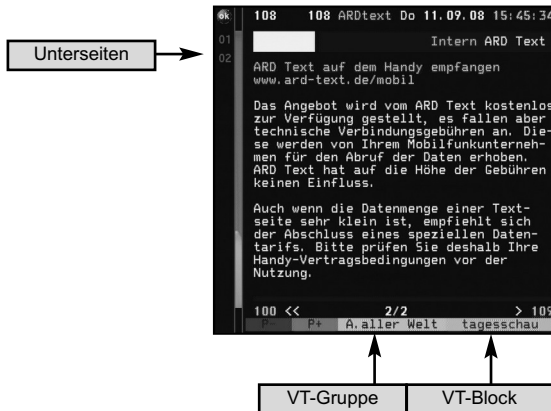 6k 108 108 ARDtext Do 11.09.08 15:45:34
01
Intern ARD Text
02
Unterseiten
ARD Text auf dem Handy empfangen
www.ard-text.de/mobil
Das Angebot wird vom ARD Text kostenlos
zur Verfügung gestellt, es fallen aber
technische Verbindungsgebühren an. Die-
se werden von Ihrem Mobilfunkunterneh-
men für den Abruf der Daten erhoben.
ARD Text hat auf die Höhe der Gebühren
keinen Einfluss.
Auch wenn die Datenmenge einer Text-
seite sehr klein ist, empfiehlt sich
der Abschluss eines speziellen Daten-
tarifs. Bitte prüfen Sie deshalb Ihre
Handy-Vertragsbedingungen vor der
Nutzung.
100 << 2/2 > 109
P- P+ A.aller Welt tagesschau
VT-Gruppe VT-Block